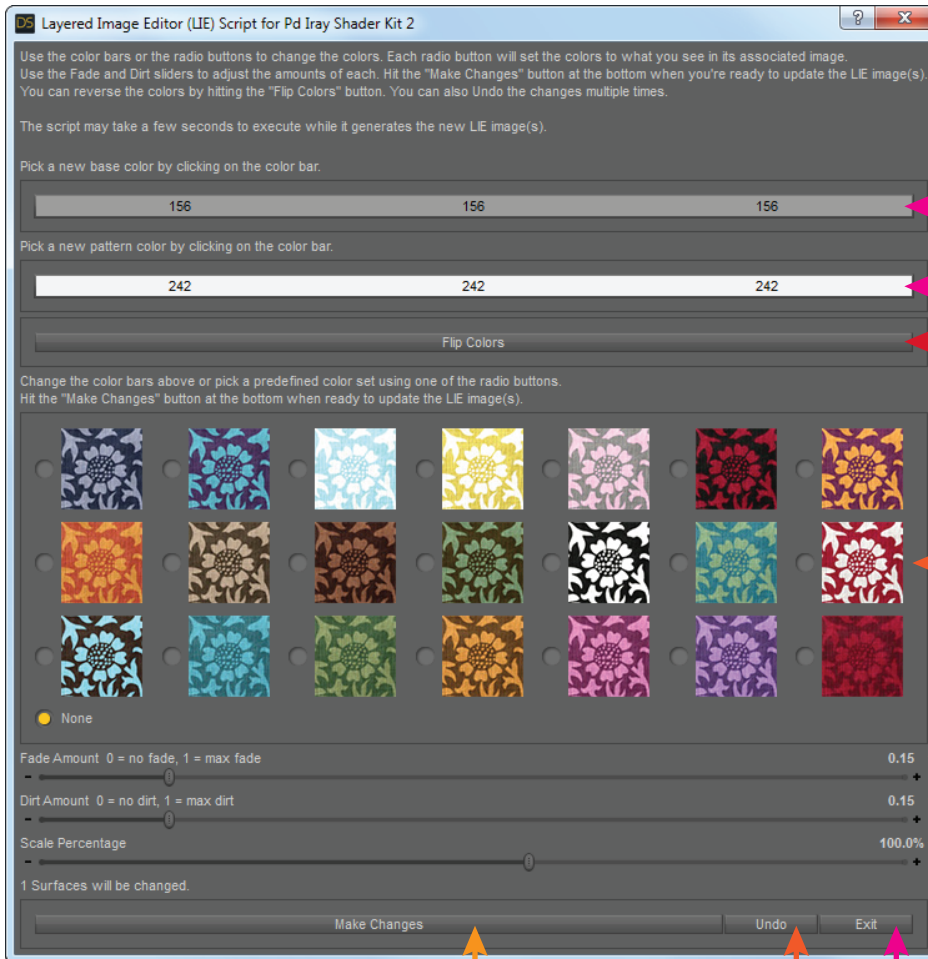 DS Layered Image Editor (LIE) Script for Pd Iray Shader Kit 2
? X
Use the color bars or the radio buttons to change the colors. Each radio button will set the colors to what you see in its associated image.
Use the Fade and Dirt sliders to adjust the amounts of each. Hit the "Make Changes" button at the bottom when you're ready to update the LIE image(s).
You can reverse the colors by hitting the "Flip Colors" button. You can also Undo the changes multiple times.
The script may take a few seconds to execute while it generates the new LIE image(s).
Pick a new base color by clicking on the color bar.
156 156 156
Pick a new pattern color by clicking on the color bar.
242 242 242
Flip Colors
Change the color bars above or pick a predefined color set using one of the radio buttons.
Hit the "Make Changes" button at the bottom when ready to update the LIE image(s).
None
Fade Amount 0 = no fade, 1 = max fade 0.15
- +
Dirt Amount 0 = no dirt, 1 = max dirt 0.15
- +
Scale Percentage 100.0%
- +
1 Surfaces will be changed.
Make Changes Undo Exit